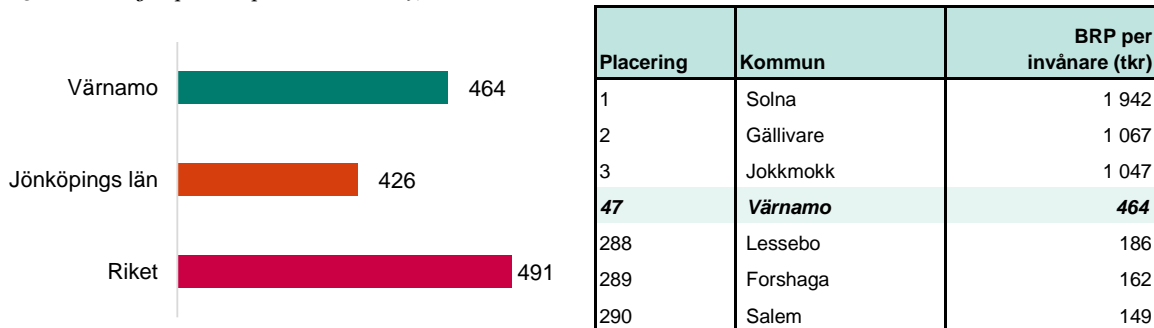 Värnamo 464
Jönköpings län 426
Riket 491
Placering Kommun BRP per invånare (tkr)
1 Solna 1 942
2 Gällivare 1 067
3 Jokkmokk 1 047
47 Värnamo 464
288 Lessebo 186
289 Forshaga 162
290 Salem 149